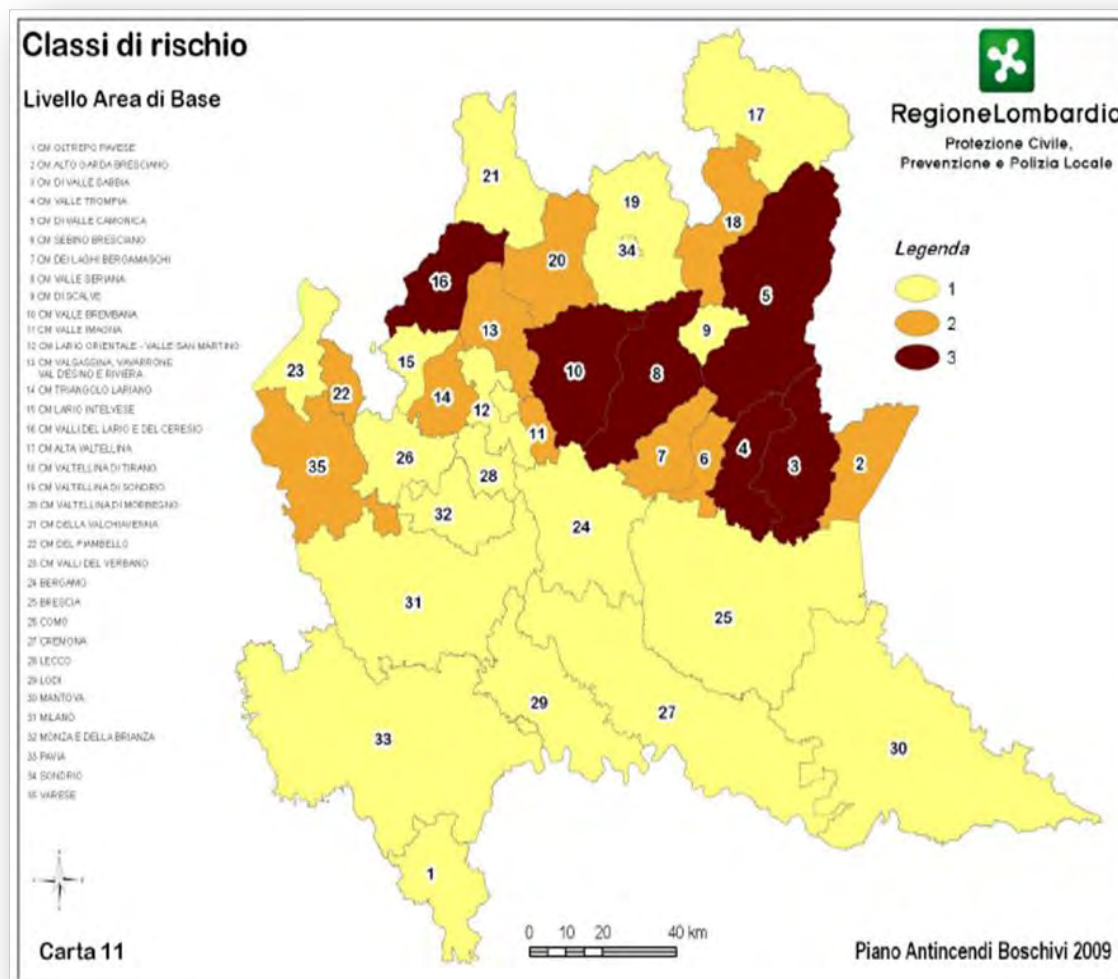 Classi di rischio
Livello Area di Base
1 CM OLTREPO PAVESE
2 CM ALTO GARDA BRESCIANO
3 CM DI VALLE SABBIA
4 CM VALLE TROMPIA
5 CM DI VALLE CAMONICA
6 CM SEBINO BRESCIANO
7 CM DEI LAGHI BERGAMASCHI
8 CM VALLE SERIANA
9 CM DI SCALVE
10 CM VALLE BREMBANA
11 CM VALLE IMAGNA
12 CM LARIO ORIENTALE - VALLE SAN MARTINO
13 CM VALSASSINA, VAVARRONE
VAL D'ESINO E RIVIERA
14 CM TRIANGOLO LARIANO
15 CM LARIO INTELVESE
16 CM VALLI DEL LARIO E DEL CERESIO
17 CM ALTA VALTELLINA
18 CM VALTELLINA DI TIRANO
19 CM VALTELLINA DI SONDRIO
20 CM VALTELLINA DI MORBEGNO
21 CM DELLA VALCHIAVENNA
22 CM DEL PIAMBELLO
23 CM VALLI DEL VERBANO
24 BERGAMO
25 BRESCIA
26 COMO
27 CREMONA
28 LECCO
29 LODI
30 MANTOVA
31 MILANO
32 MONZA E DELLA BRIANZA
33 PAVIA
34 SONDRIO
35 VARESE
RegioneLombardia
Protezione Civile,
Prevenzione e Polizia Locale
Legenda
1
2
3
17
21
19
18
34
20
16
5
13
9
23
15
10
8
22
14
12
11
7
6
4
3
2
35
26
28
32
24
31
25
29
27
33
30
1
0 10 20 40 km
Carta 11
Piano Antincendi Boschivi 2009